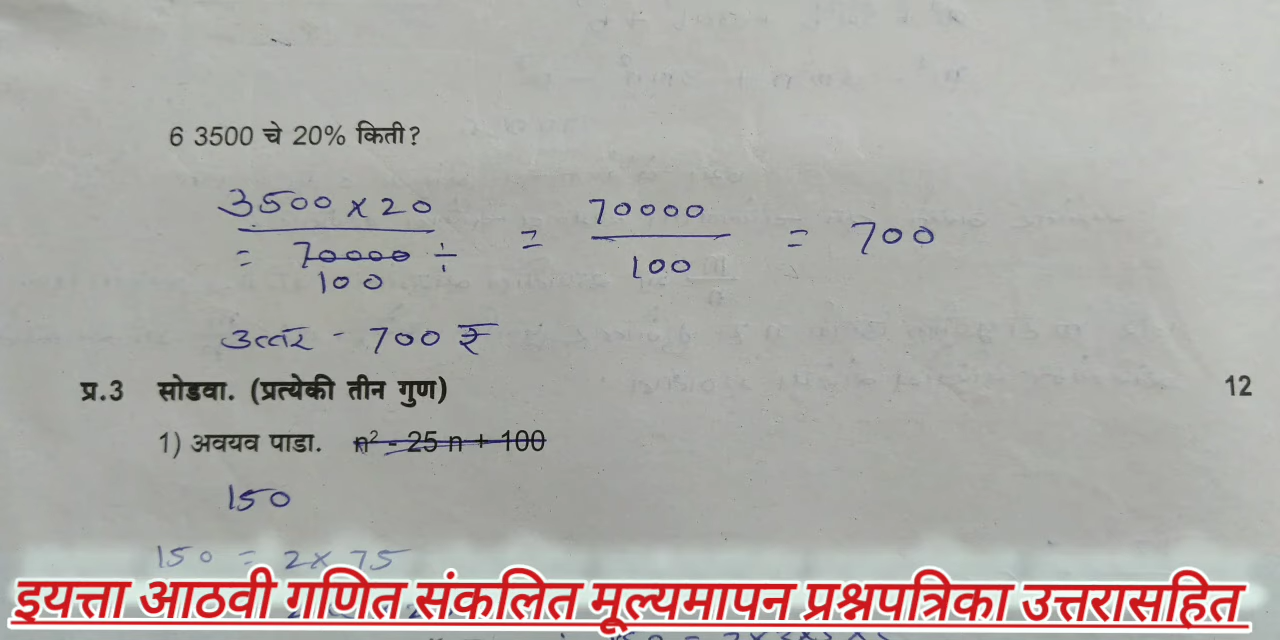 6 3500 चे 20% किती?
3500 x 20 = 70000 = 700
= 70000 ÷ 100
100
उत्तर - 700 ₹
प्र.3 सोडवा. (प्रत्येकी तीन गुण) 12
1) अवयव पाडा. n² - 25 n + 100
150
150 = 2 x 75
इयत्ता आठवी गणित संकलित मूल्यमापन प्रश्नपत्रिका उत्तरासहित